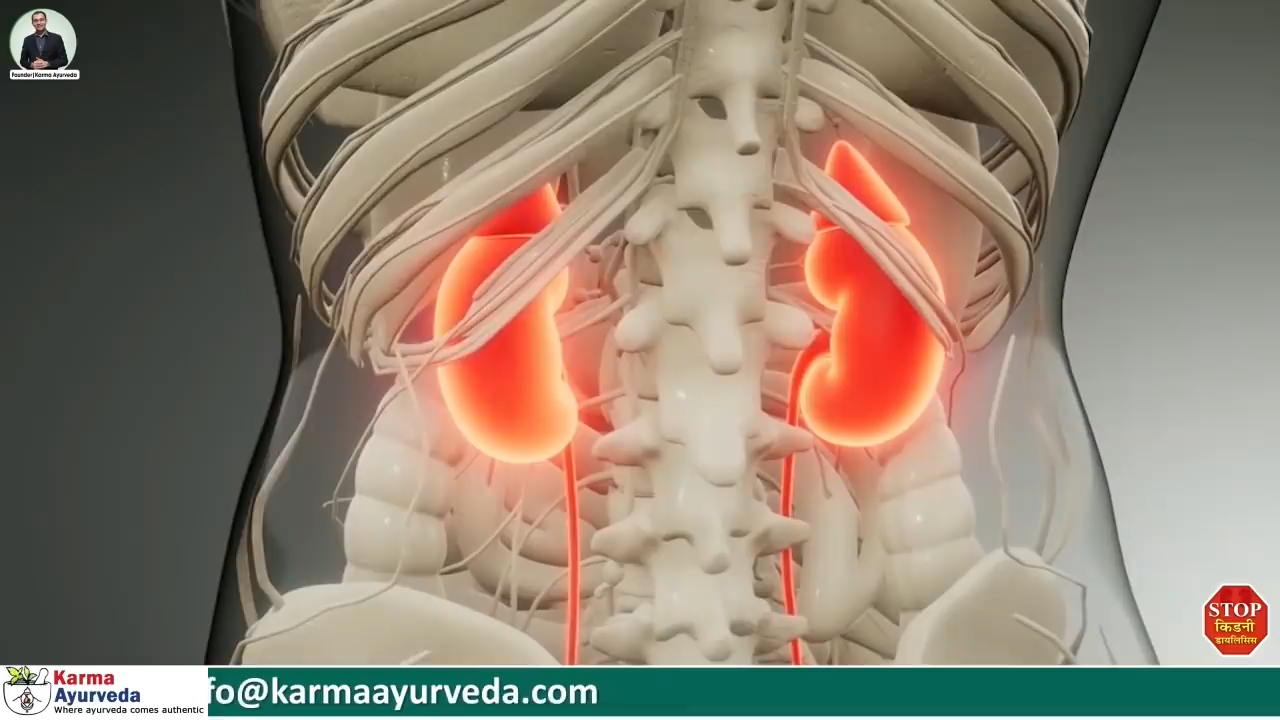 Founder|Karma Ayurveda
STOP
किडनी
डायलिसिस
Karma
Ayurveda
Where ayurveda comes authentic
fo@karmaayurveda.com